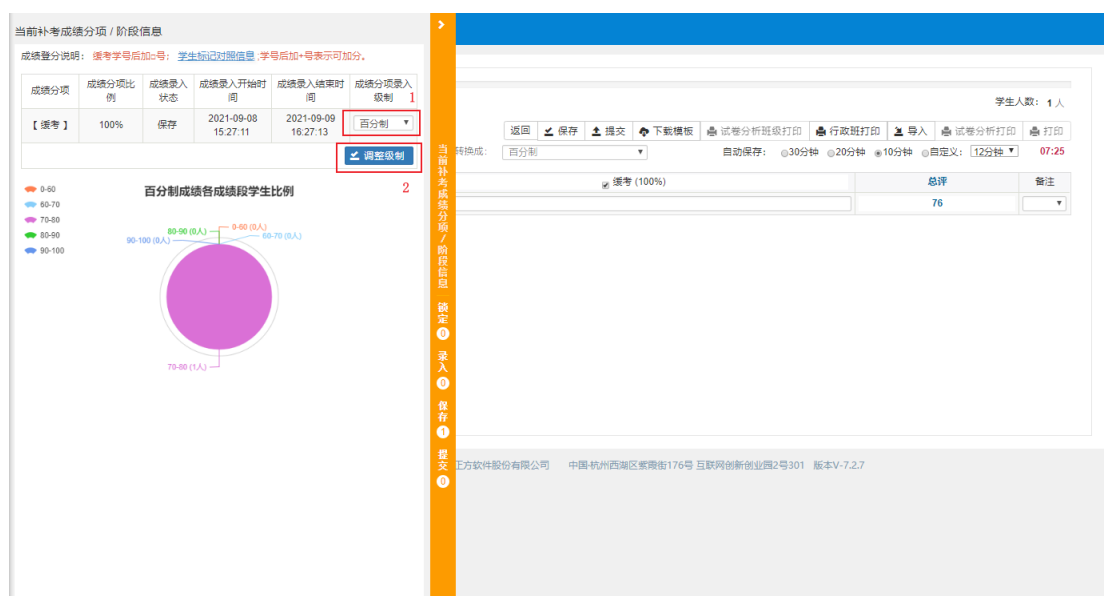 当前补考成绩分项 / 阶段信息
成绩登分说明： 缓考学号后加○号； 学生标记对照信息 ;学号后加+号表示可加分。
成绩分项 成绩分项比例 成绩录入状态 成绩录入开始时间 成绩录入结束时间 成绩分项录入级制 1
【 缓考 】 100% 保存 2021-09-08 15:27:11 2021-09-09 16:27:13 百分制
调整级制
2
百分制成绩各成绩段学生比例
0-60
60-70
70-80
80-90
90-100
0-60 (0人)
80-90 (0人)
60-70 (0人)
90-100 (0人)
70-80 (1人)
当前补考成绩分项 / 阶段信息
锁定 0
录入 0
保存 1
提交 0
学生人数： 1 人
返回 保存 提交 下载模板 试卷分析班级打印 行政班打印 导入 试卷分析打印 打印
转换成： 百分制 自动保存： 30分钟 20分钟 10分钟 自定义： 12分钟 07:25
缓考 (100%) 总评 备注
76
正方软件股份有限公司 中国·杭州西湖区紫霞街176号 互联网创新创业园2号301 版本V-7.2.7